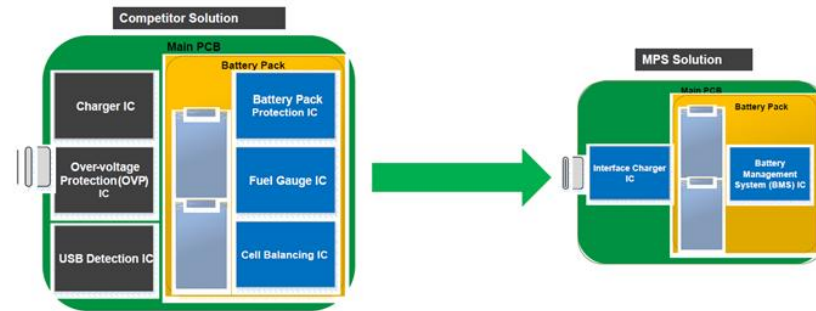 Competitor Solution
Main PCB
Battery Pack
Charger IC
Over-voltage
Protection(OVP)
IC
USB Detection IC
Battery Pack
Protection IC
Fuel Gauge IC
Cell Balancing IC
MPS Solution
Main PCB
Battery Pack
Interface Charger
IC
Battery
Management
System (BMS) IC